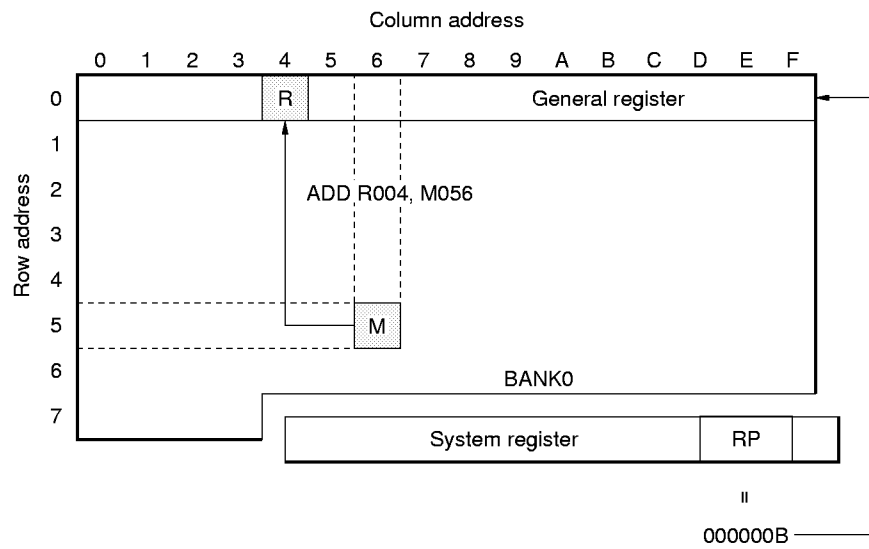 Column address
0 1 2 3 4 5 6 7 8 9 A B C D E F
0 R General register
1
2 ADD R004, M056
3
4
5 M
6 BANK0
7
Row address
System register RP
=
000000B